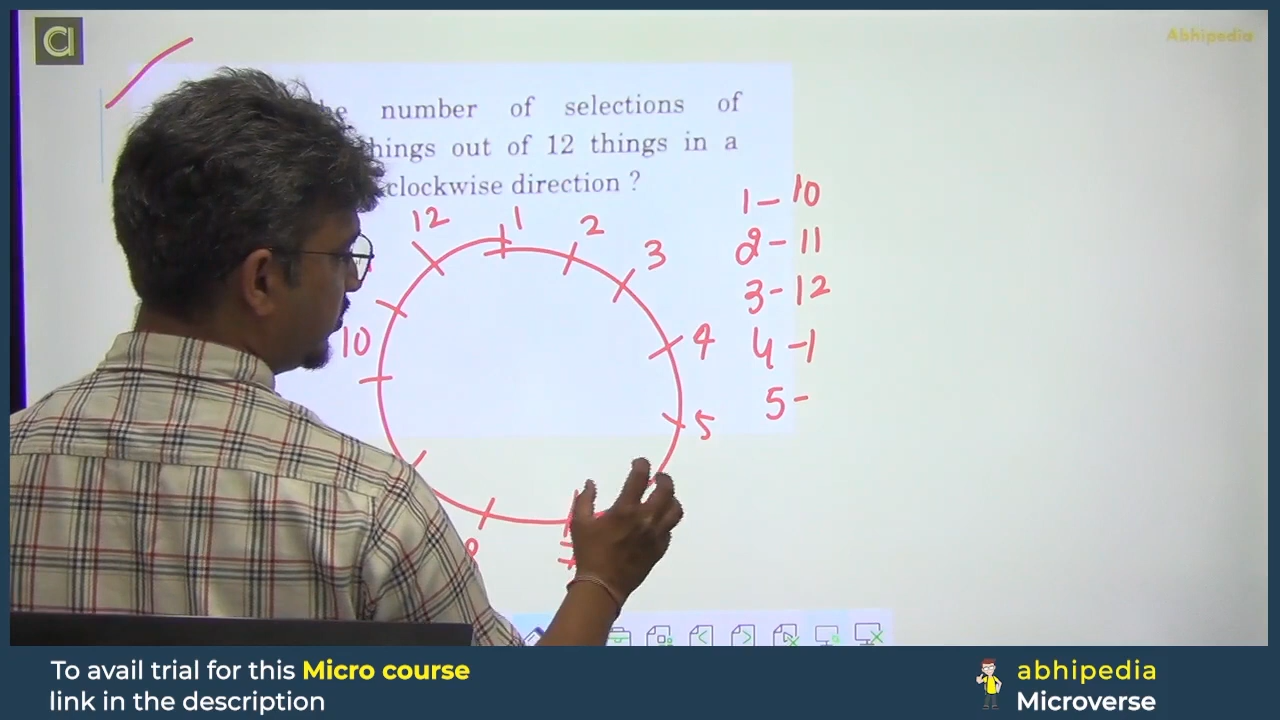 Abhipedia
number of selections of
things out of 12 things in a
clockwise direction ?
12 1 2 3
10 4
5
7
1 - 10
2 - 11
3 - 12
4 - 1
5 -
To avail trial for this Micro course
link in the description
abhipedia
Microverse